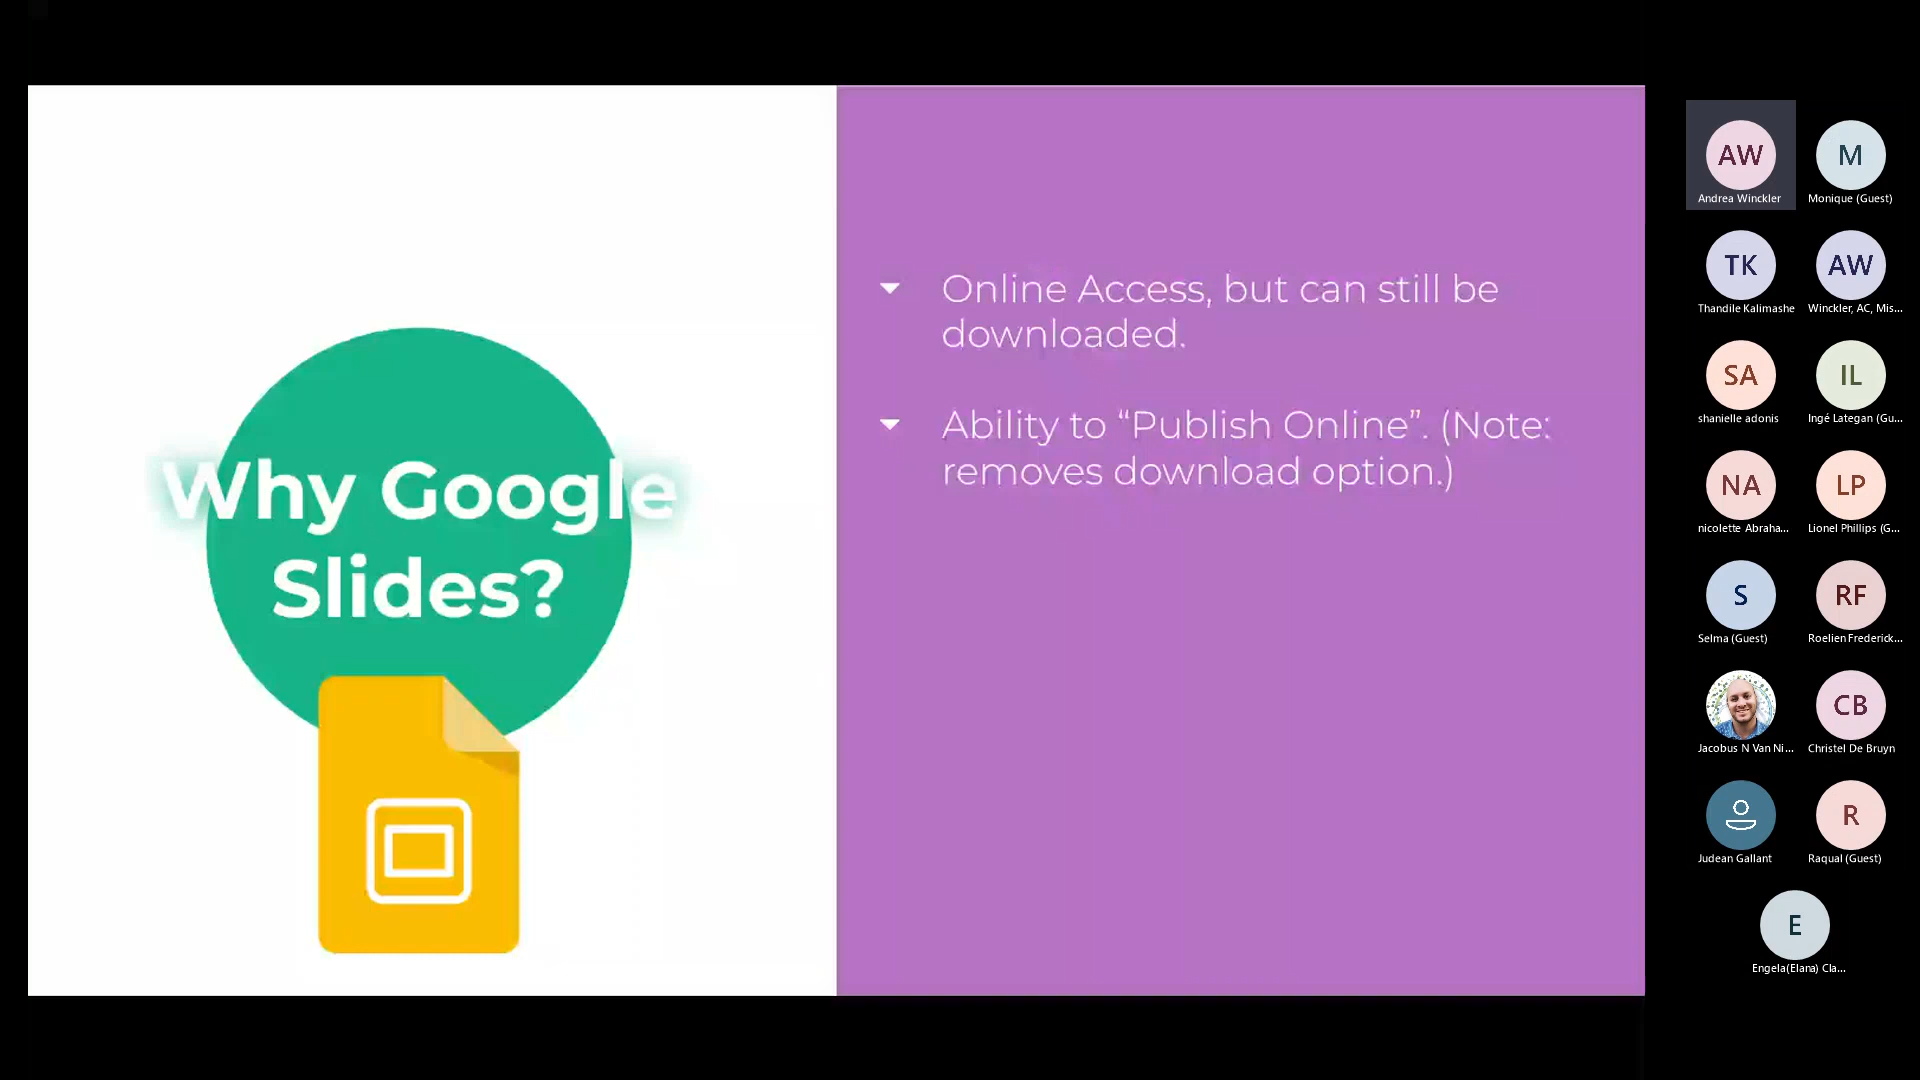 Why Google
Slides?
Online Access, but can still be
downloaded.
Ability to “Publish Online”. (Note:
removes download option.)
AW
Andrea Winckler
M
Monique (Guest)
TK
Thandile Kalimashe
AW
Winckler, AC, Mis...
SA
shanielle adonis
IL
Ingé Lategan (Gu...
NA
nicolette Abraha...
LP
Lionel Phillips (G...
S
Selma (Guest)
RF
Roelien Frederick...
Jacobus N Van Ni...
CB
Christel De Bruyn
Judean Gallant
R
Raqual (Guest)
E
Engela(Elana) Cla...